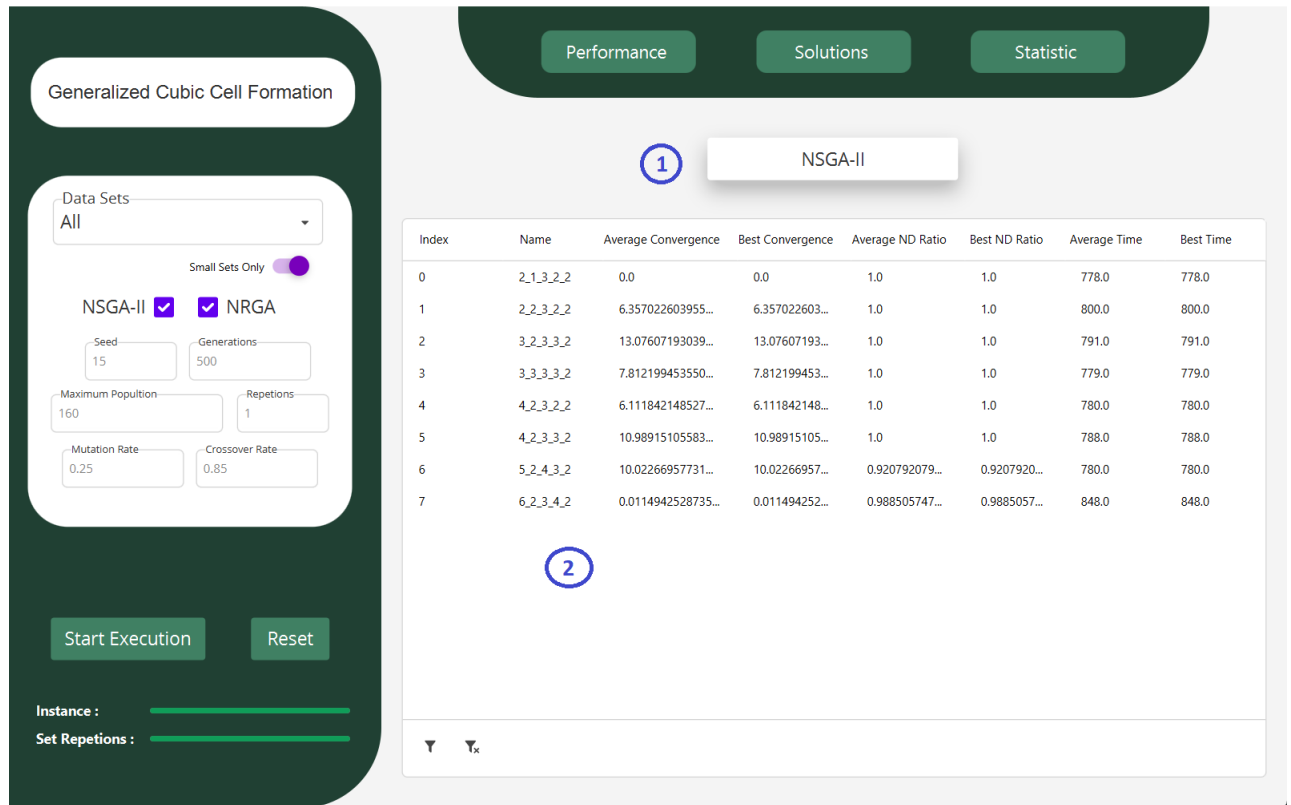 Performance Solutions Statistic
Generalized Cubic Cell Formation
1 NSGA-II
Data Sets
All
Small Sets Only
NSGA-II NRGA
Seed Generations
15 500
Maximum Popultion Repetions
160 1
Mutation Rate Crossover Rate
0.25 0.85
Start Execution Reset
Instance :
Set Repetions :
Index Name Average Convergence Best Convergence Average ND Ratio Best ND Ratio Average Time Best Time
0 2_1_3_2_2 0.0 0.0 1.0 1.0 778.0 778.0
1 2_2_3_2_2 6.357022603955... 6.357022603... 1.0 1.0 800.0 800.0
2 3_2_3_3_2 13.07607193039... 13.07607193... 1.0 1.0 791.0 791.0
3 3_3_3_3_2 7.812199453550... 7.812199453... 1.0 1.0 779.0 779.0
4 4_2_3_2_2 6.111842148527... 6.111842148... 1.0 1.0 780.0 780.0
5 4_2_3_3_2 10.98915105583... 10.98915105... 1.0 1.0 788.0 788.0
6 5_2_4_3_2 10.02266957731... 10.02266957... 0.920792079... 0.9207920... 780.0 780.0
7 6_2_3_4_2 0.0114942528735... 0.011494252... 0.988505747... 0.9885057... 848.0 848.0
2